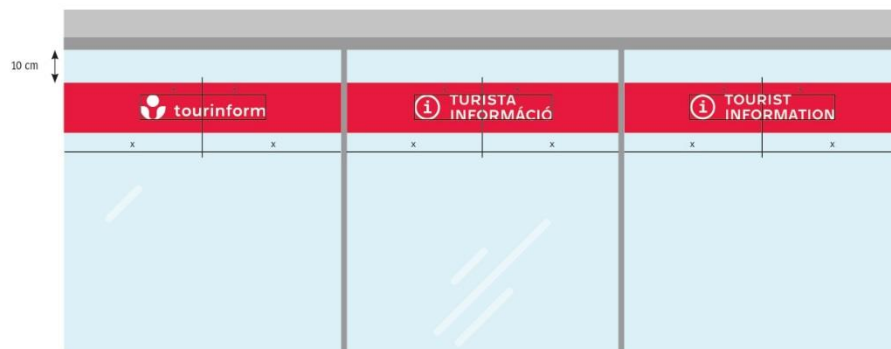 10 cm
tourinform
TURISTA
INFORMÁCIÓ
TOURIST
INFORMATION
x x x x x x